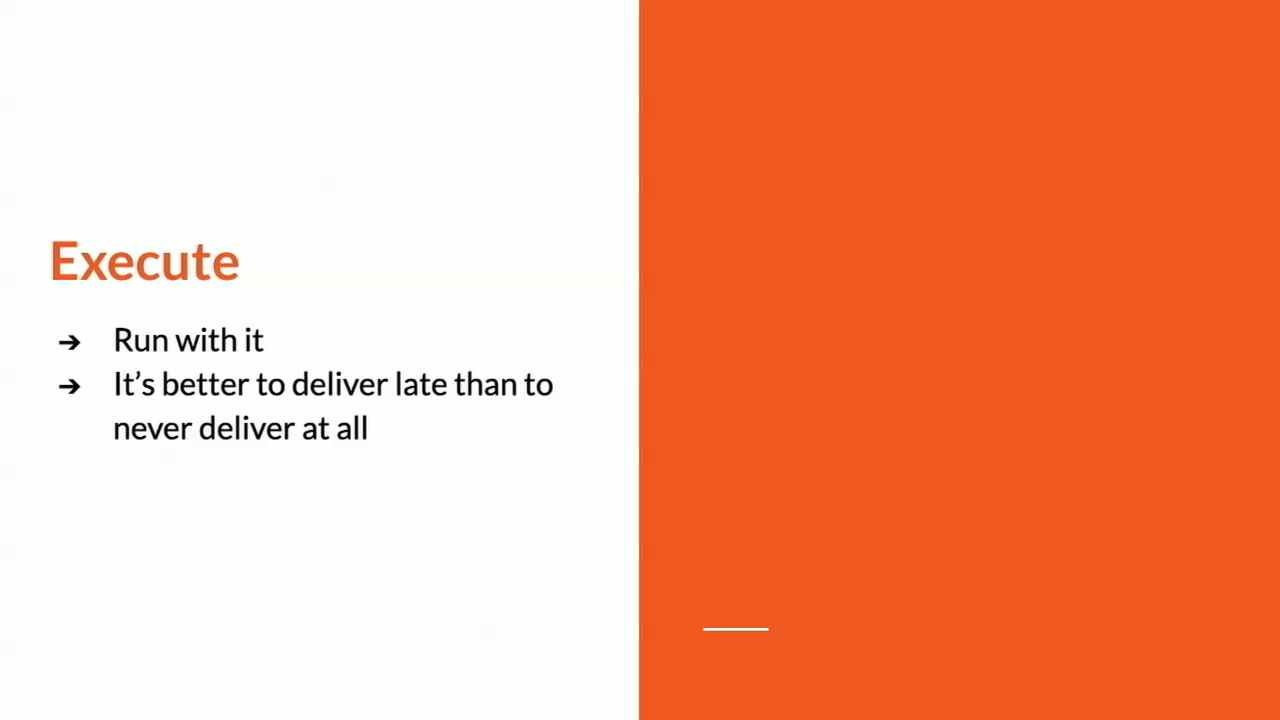 Execute
➔ Run with it
➔ It's better to deliver late than to
never deliver at all